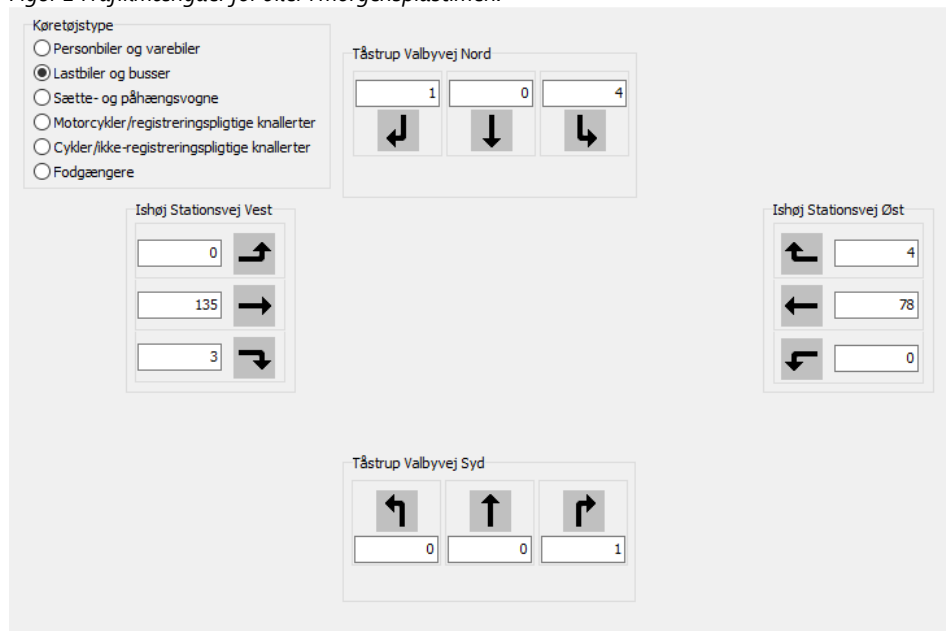 Køretøjstype
Personbiler og varebiler
Lastbiler og busser
Sætte- og påhængsvogne
Motorcykler/registreringspligtige knallerter
Cykler/ikke-registreringspligtige knallerter
Fodgængere
Tåstrup Valbyvej Nord
1 0 4
Ishøj Stationsvej Vest
0
135
3
Ishøj Stationsvej Øst
4
78
0
Tåstrup Valbyvej Syd
0 0 1